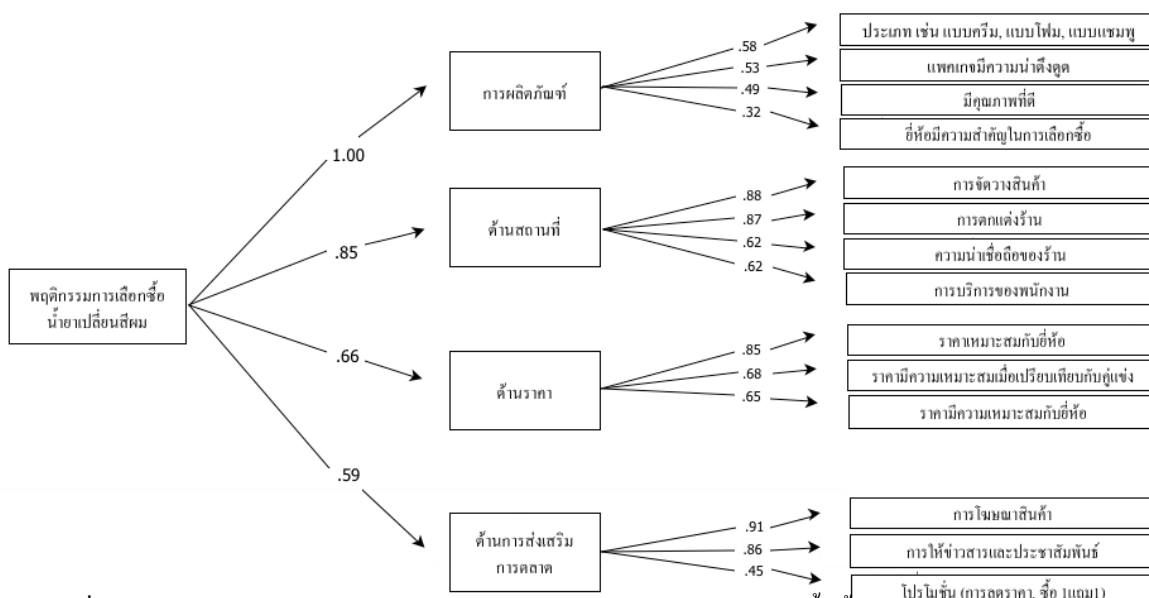 ประเภท เช่น แบบครีม, แบบโฟม, แบบแชมพู
.58
.53
แพคเกจมีความน่าดึงดูด
การผลิตภัณฑ์
.49
มีคุณภาพที่ดี
.32
ยี่ห้อมีความสำคัญในการเลือกซื้อ
1.00
การจัดวางสินค้า
.88
.87
การตกแต่งร้าน
ด้านสถานที่
.62
ความน่าเชื่อถือของร้าน
.62
การบริการของพนักงาน
.85
พฤติกรรมการเลือกซื้อ
น้ำยาเปลี่ยนสีผม
ราคาเหมาะสมกับยี่ห้อ
.85
.66
.68
ราคามีความเหมาะสมเมื่อเปรียบเทียบกับคู่แข่ง
ด้านราคา
.65
ราคามีความเหมาะสมกับยี่ห้อ
.59
การโฆษณาสินค้า
.91
ด้านการส่งเสริม
การตลาด
.86
การให้ข่าวสารและประชาสัมพันธ์
.45
โปรโมชั่น (การลดราคา, ซื้อ 1แถม1)